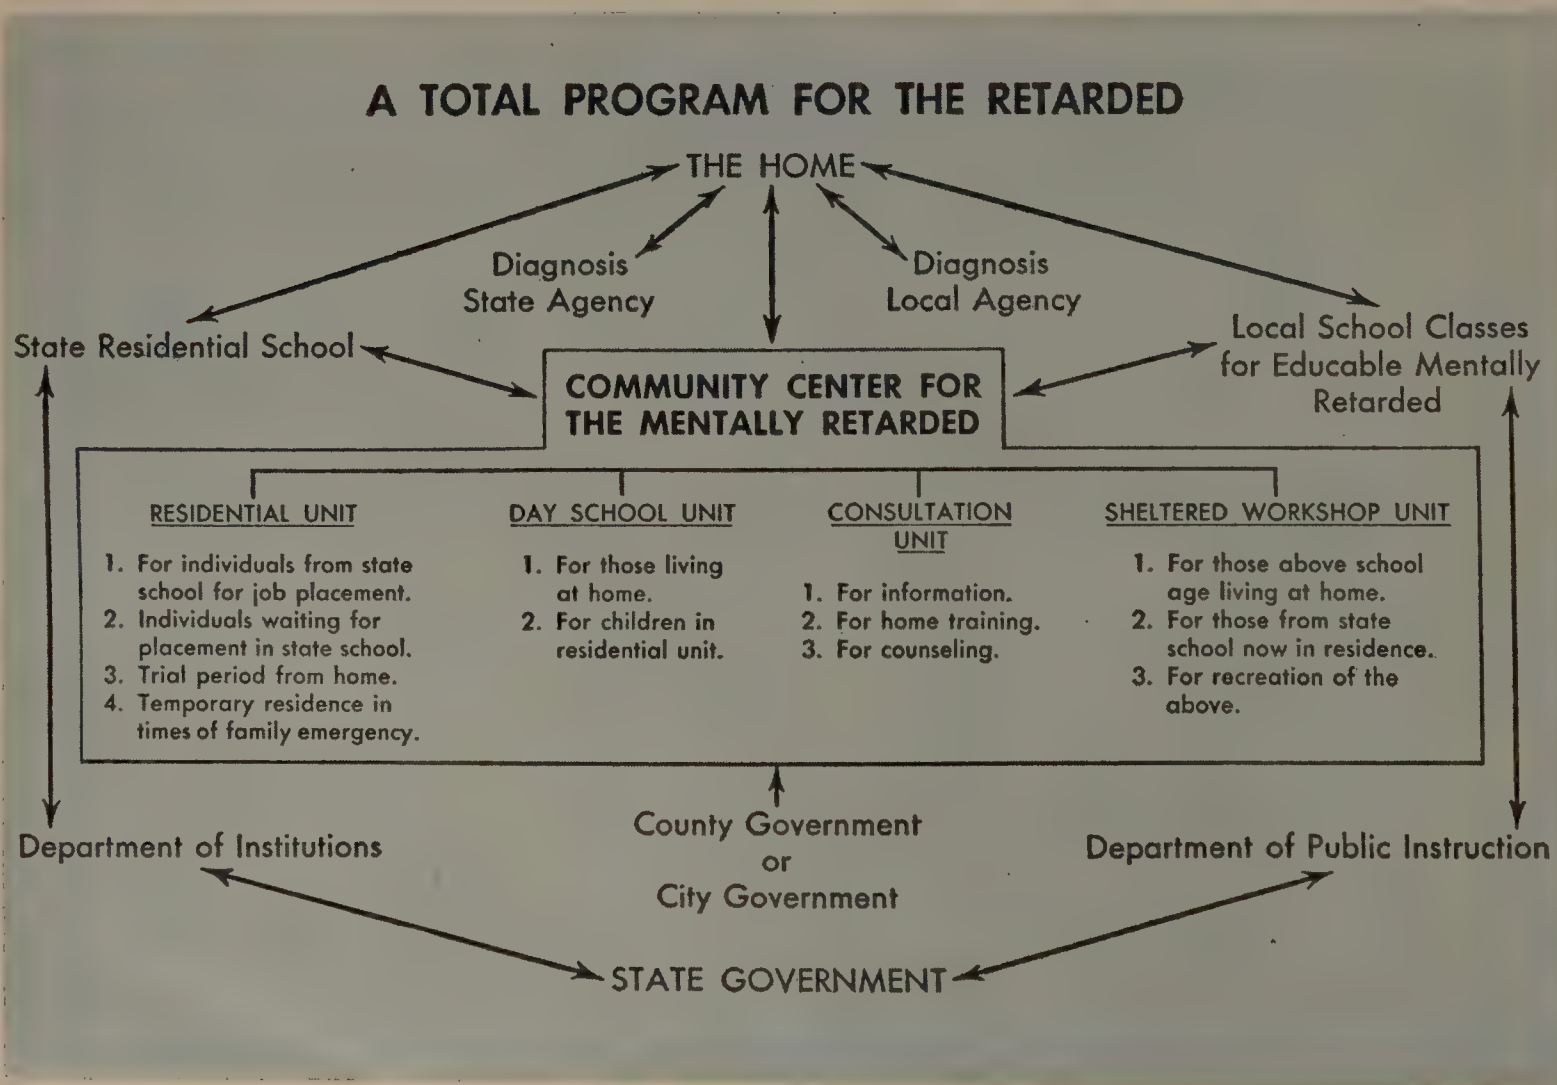 A TOTAL PROGRAM FOR THE RETARDED
THE HOME
Diagnosis
State Agency
Diagnosis
Local Agency
State Residential School
Local School Classes
for Educable Mentally
Retarded
COMMUNITY CENTER FOR
THE MENTALLY RETARDED
RESIDENTIAL UNIT
1. For individuals from state
school for job placement.
2. Individuals waiting for
placement in state school.
3. Trial period from home.
4. Temporary residence in
times of family emergency.
DAY SCHOOL UNIT
1. For those living
at home.
2. For children in
residential unit.
CONSULTATION
UNIT
1. For information.
2. For home training.
3. For counseling.
SHELTERED WORKSHOP UNIT
1. For those above school
age living at home.
2. For those from state
school now in residence.
3. For recreation of the
above.
County Government
or
City Government
Department of Institutions
Department of Public Instruction
STATE GOVERNMENT